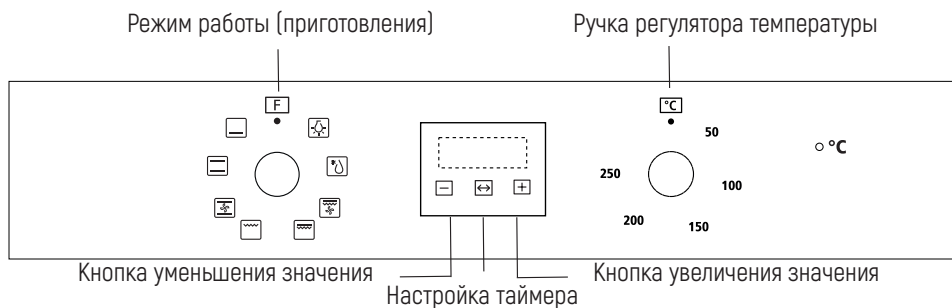 Режим работы (приготовления)
Ручка регулятора температуры
F
°C
50
°C
250
100
200
150
Кнопка уменьшения значения
Кнопка увеличения значения
Настройка таймера